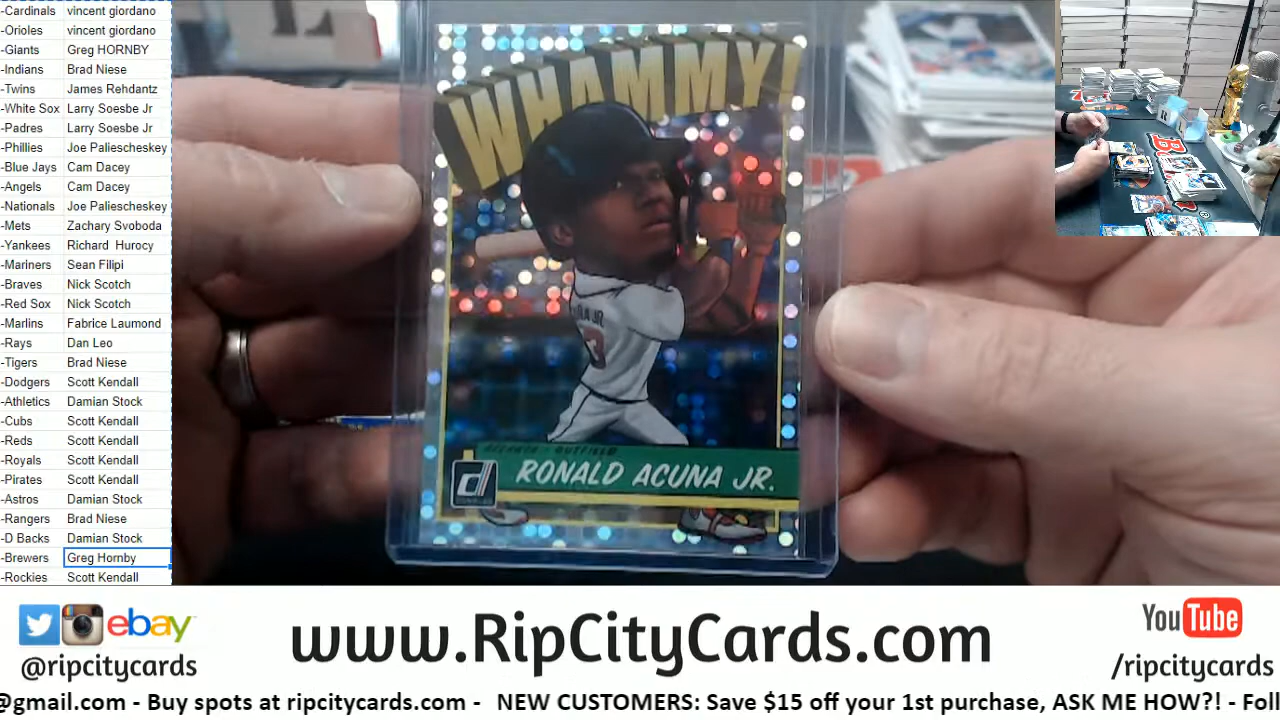 -Cardinals vincent giordano
-Orioles vincent giordano
-Giants Greg HORNBY
-Indians Brad Niese
-Twins James Rehdantz
-White Sox Larry Soesbe Jr
-Padres Larry Soesbe Jr
-Phillies Joe Paliescheskey
-Blue Jays Cam Dacey
-Angels Cam Dacey
-Nationals Joe Paliescheskey
-Mets Zachary Svoboda
-Yankees Richard Hurocy
-Mariners Sean Filipi
-Braves Nick Scotch
-Red Sox Nick Scotch
-Marlins Fabrice Laumond
-Rays Dan Leo
-Tigers Brad Niese
-Dodgers Scott Kendall
-Athletics Damian Stock
-Cubs Scott Kendall
-Reds Scott Kendall
-Royals Scott Kendall
-Pirates Scott Kendall
-Astros Damian Stock
-Rangers Brad Niese
-D Backs Damian Stock
-Brewers Greg Hornby
-Rockies Scott Kendall
WHAMMY!
RONALD ACUNA JR.
ebay
@ripcitycards
www.RipCityCards.com
YouTube
/ripcitycards
@gmail.com - Buy spots at ripcitycards.com - NEW CUSTOMERS: Save $15 off your 1st purchase, ASK ME HOW?! - Foll